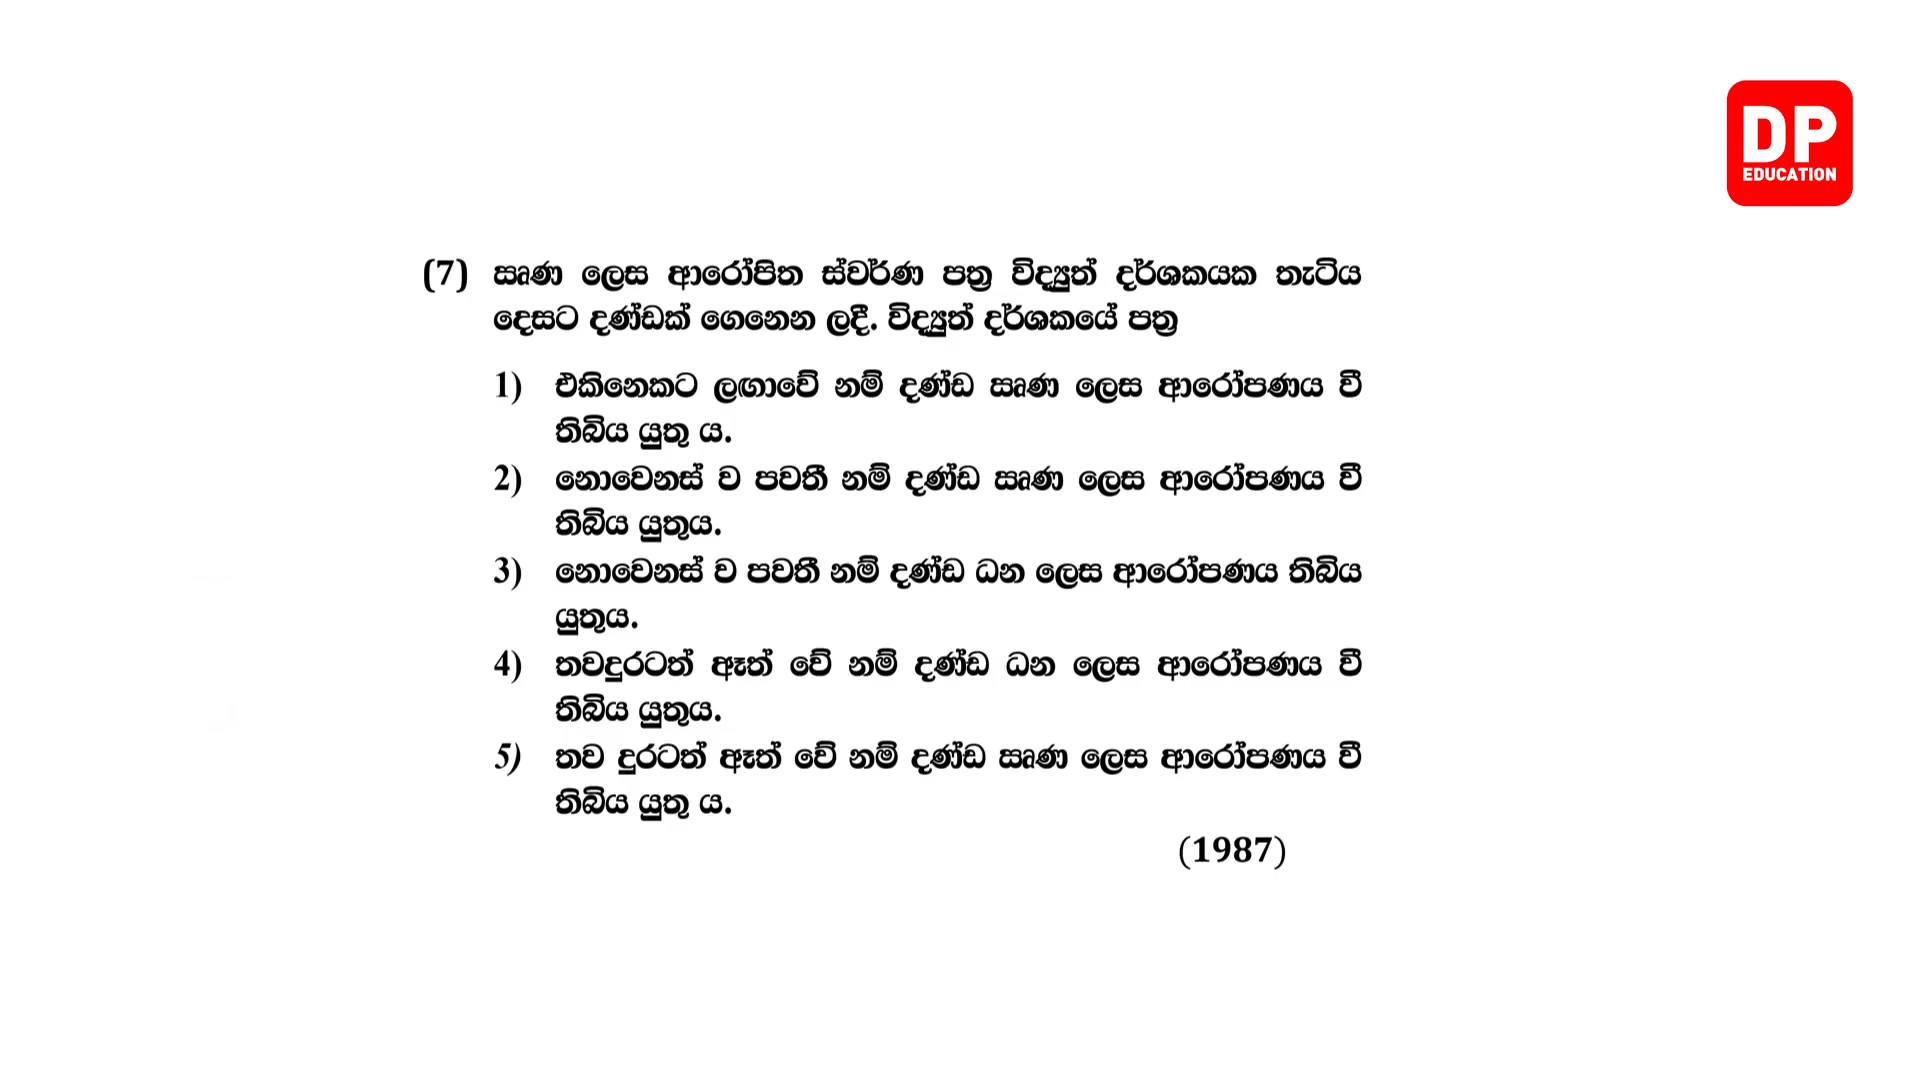 DP
EDUCATION
(7) සෘණ ලෙස ආරෝපිත ස්වර්ණ පත්‍ර විද්‍යුත් දර්ශකයක තැටිය
දෙසට දණ්ඩක් ගෙනෙන ලදී. විද්‍යුත් දර්ශකයේ පත්‍ර
1) එකිනෙකට ලඟාවේ නම් දණ්ඩ සෘණ ලෙස ආරෝපණය වී
තිබිය යුතු ය.
2) නොවෙනස් ව පවතී නම් දණ්ඩ සෘණ ලෙස ආරෝපණය වී
තිබිය යුතුය.
3) නොවෙනස් ව පවතී නම් දණ්ඩ ධන ලෙස ආරෝපණය තිබිය
යුතුය.
4) තවදුරටත් ඈත් වේ නම් දණ්ඩ ධන ලෙස ආරෝපණය වී
තිබිය යුතුය.
5) තව දුරටත් ඈත් වේ නම් දණ්ඩ සෘණ ලෙස ආරෝපණය වී
තිබිය යුතු ය.
(1987)